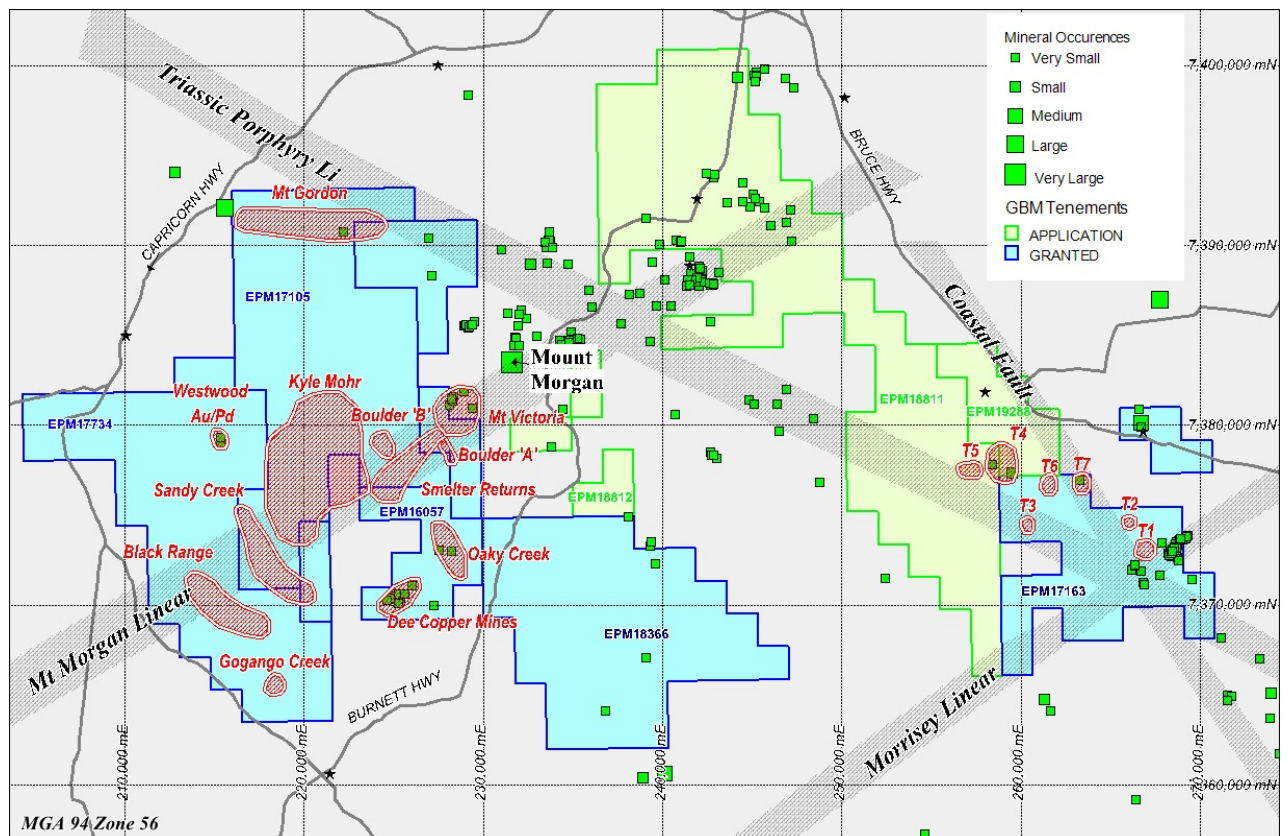 Mineral Occurences
Very Small
Small
Medium
Large
Very Large
GBM Tenements
APPLICATION
GRANTED
7,400,000 mN
7,390,000 mN
7,380,000 mN
7,370,000 mN
7,360,000 mN
210,000 mE
220,000 mE
230,000 mE
240,000 mE
250,000 mE
260,000 mE
270,000 mE
Triassic Porphyry Li
CAPRICORN HWY
BRUCE HWY
Mt Gordon
EPM17105
Coastal Fault
Mount
Morgan
Westwood
Au/Pd
Kyle Mohr
Boulder 'B'
Mt Victoria
Boulder 'A'
EPM17734
EPM18811
EPM19288
T5
T4
T6
T7
T3
T2
T1
Sandy Creek
Smelter Returns
EPM16057
EPM18812
Black Range
Oaky Creek
Dee Copper Mines
EPM17163
EPM18366
Mt Morgan Linear
Gogango Creek
BURNETT HWY
Morrisey Linear
MGA 94 Zone 56